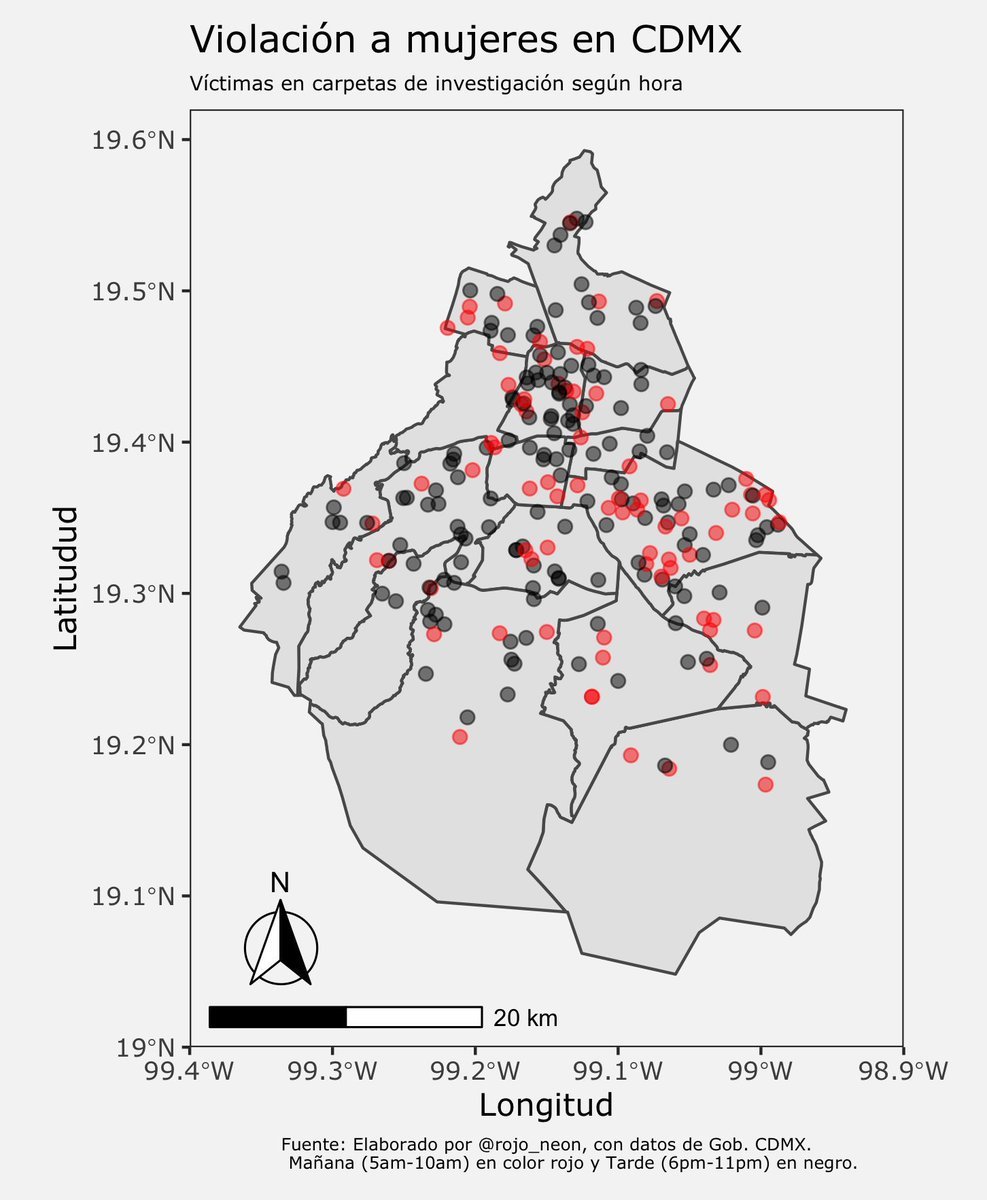 Violación a mujeres en CDMX
Víctimas en carpetas de investigación según hora
19.6°N
19.5°N
19.4°N
19.3°N
19.2°N
19.1°N
19°N
Latitudud
N
20 km
99.4°W 99.3°W 99.2°W 99.1°W 99°W 98.9°W
Longitud
Fuente: Elaborado por @rojo_neon, con datos de Gob. CDMX.
Mañana (5am-10am) en color rojo y Tarde (6pm-11pm) en negro.